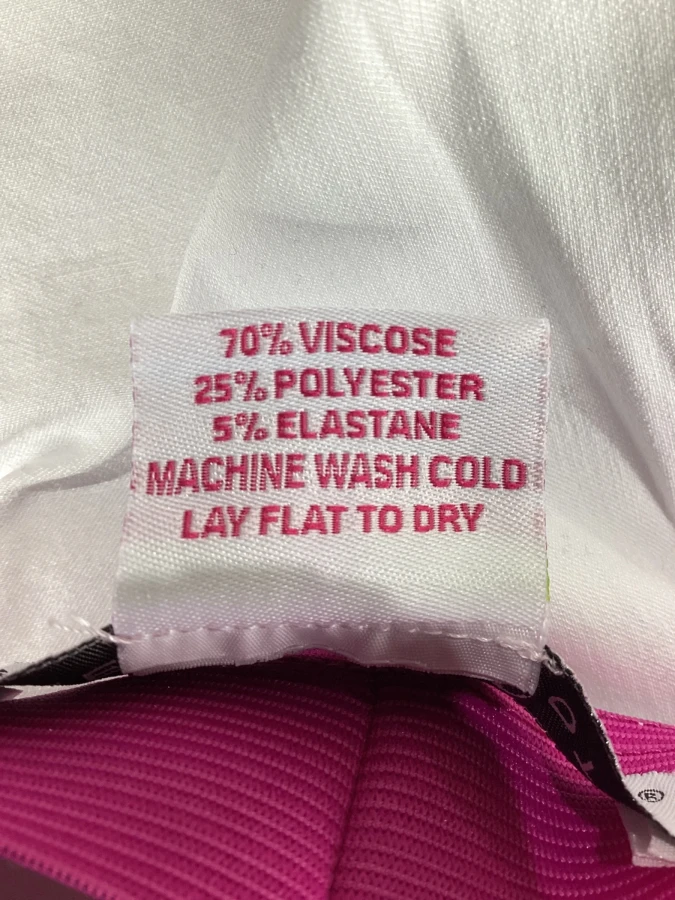 70% VISCOSE
25% POLYESTER
5% ELASTANE
MACHINE WASH COLD
LAY FLAT TO DRY
®